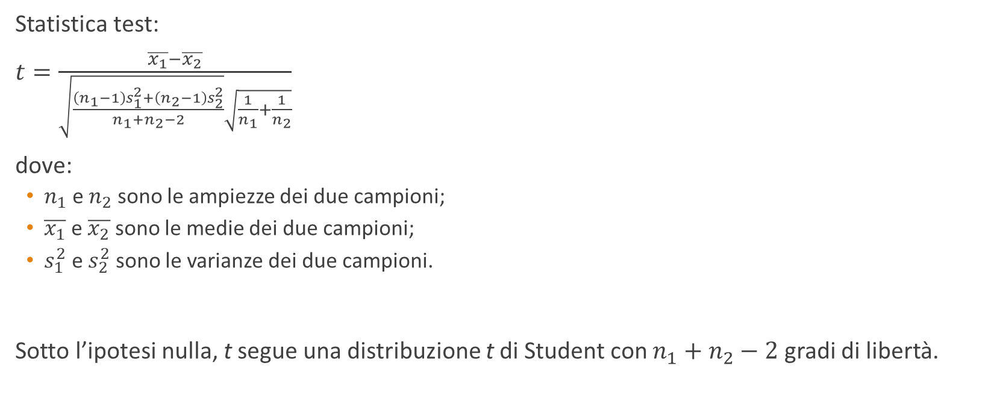 Statistica test:
$t = \frac{\overline{x_1}-\overline{x_2}}{\sqrt{\frac{(n_1-1)s_1^2+(n_2-1)s_2^2}{n_1+n_2-2}}\sqrt{\frac{1}{n_1}+\frac{1}{n_2}}}$
dove:
• $n_1$ e $n_2$ sono le ampiezze dei due campioni;
• $\overline{x_1}$ e $\overline{x_2}$ sono le medie dei due campioni;
• $s_1^2$ e $s_2^2$ sono le varianze dei due campioni.
Sotto l’ipotesi nulla, t segue una distribuzione t di Student con $n_1 + n_2 - 2$ gradi di libertà.